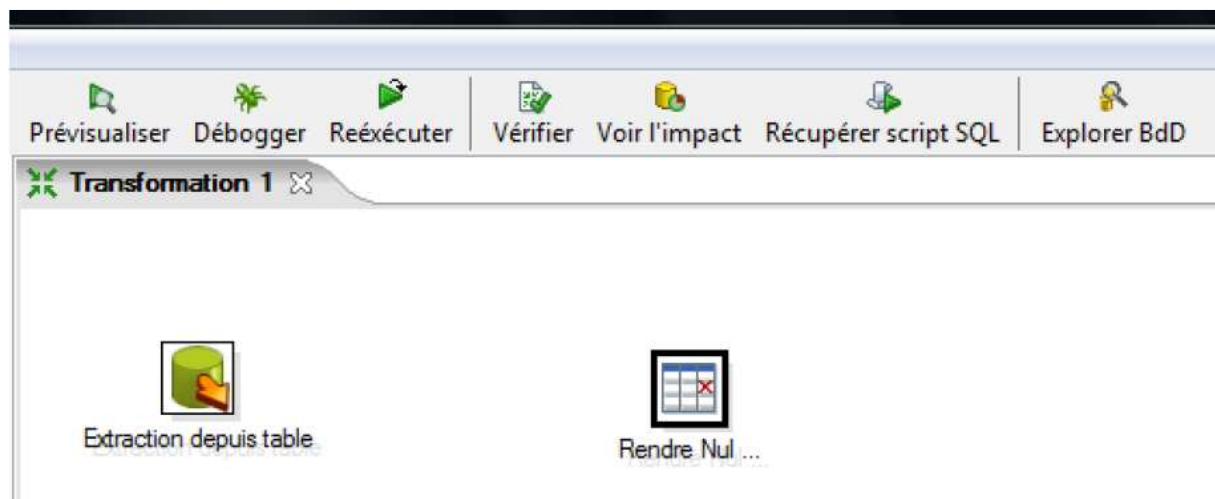 Prévisualiser Débogger Reéxécuter Vérifier Voir l'impact Récupérer script SQL Explorer BdD
Transformation 1
Extraction depuis table
Rendre Nul ...